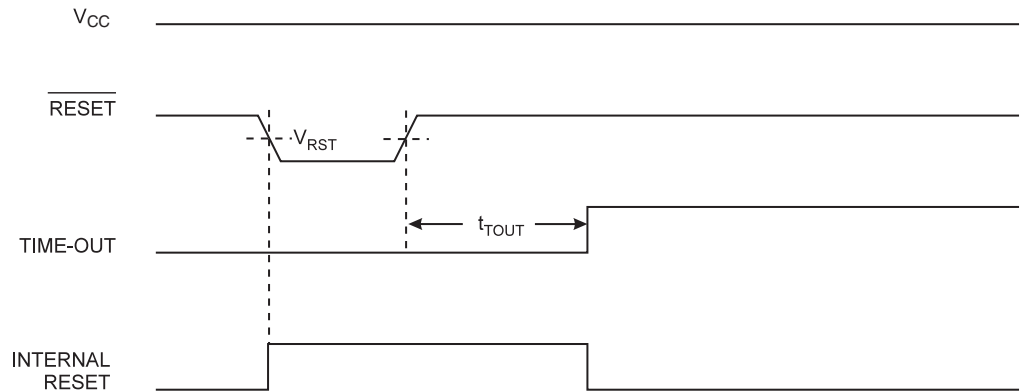 VCC
RESET
VRST
tTOUT
TIME-OUT
INTERNAL
RESET